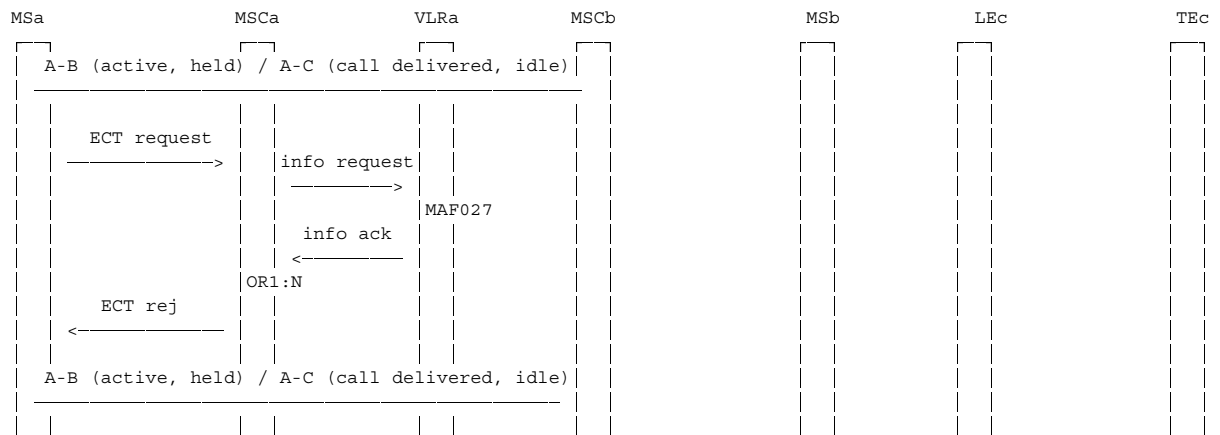 MSa MSCa VLRa MSCb MSb LEc TEc
A-B (active, held) / A-C (call delivered, idle)
ECT request
info request
MAF027
info ack
OR1:N
ECT rej
A-B (active, held) / A-C (call delivered, idle)